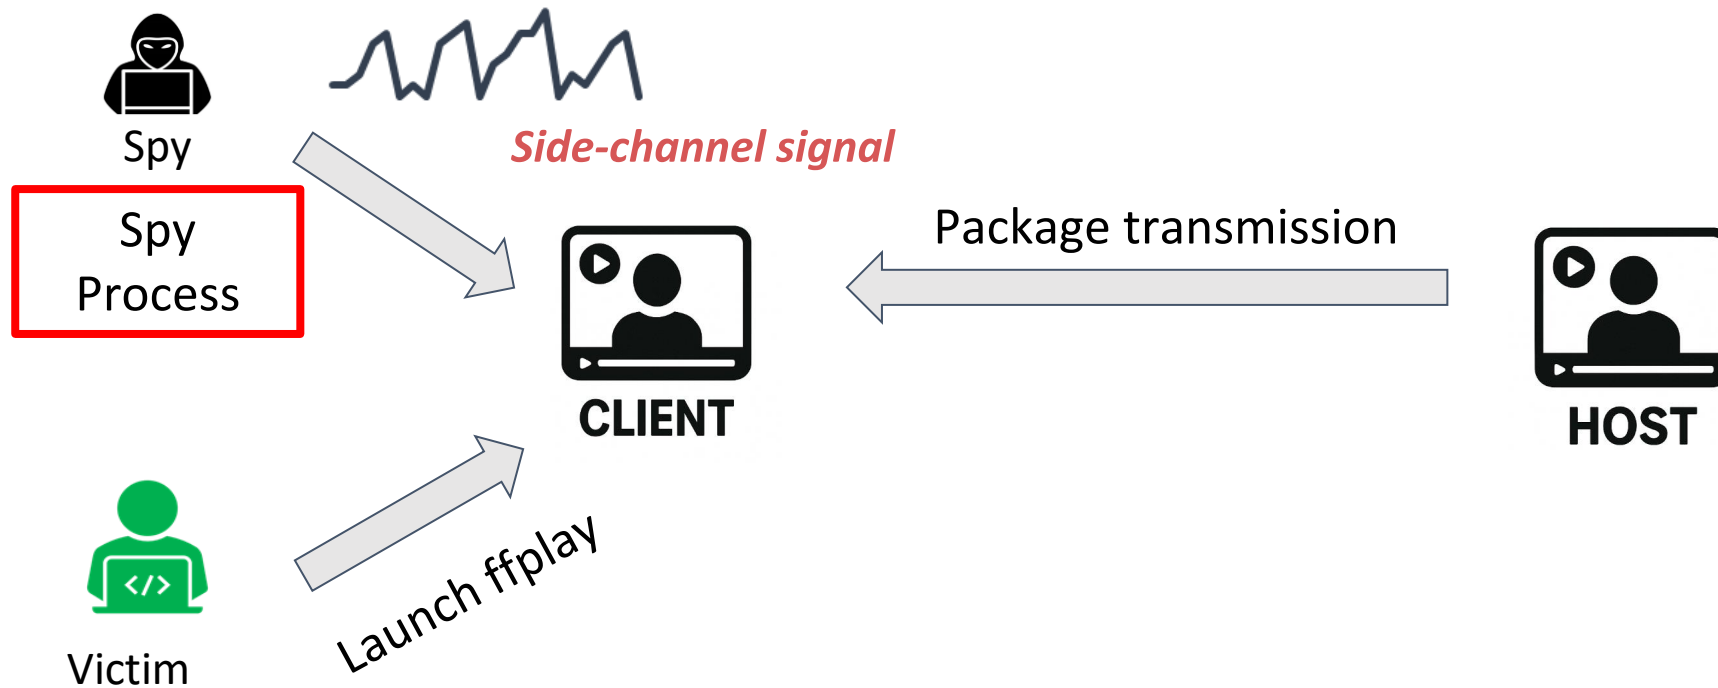 Spy
Side-channel signal
Spy
Process
Package transmission
CLIENT
HOST
Launch ffplay
</>
Victim